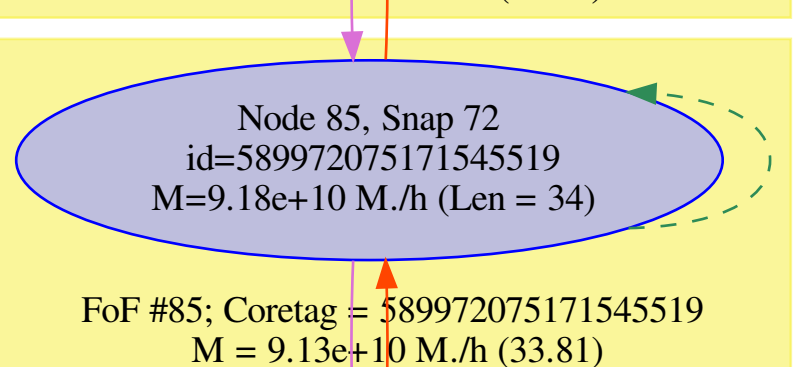 Node 85, Snap 72
id=589972075171545519
M=9.18e+10 M./h (Len = 34)
FoF #85; Coretag = 589972075171545519
M = 9.13e+10 M./h (33.81)